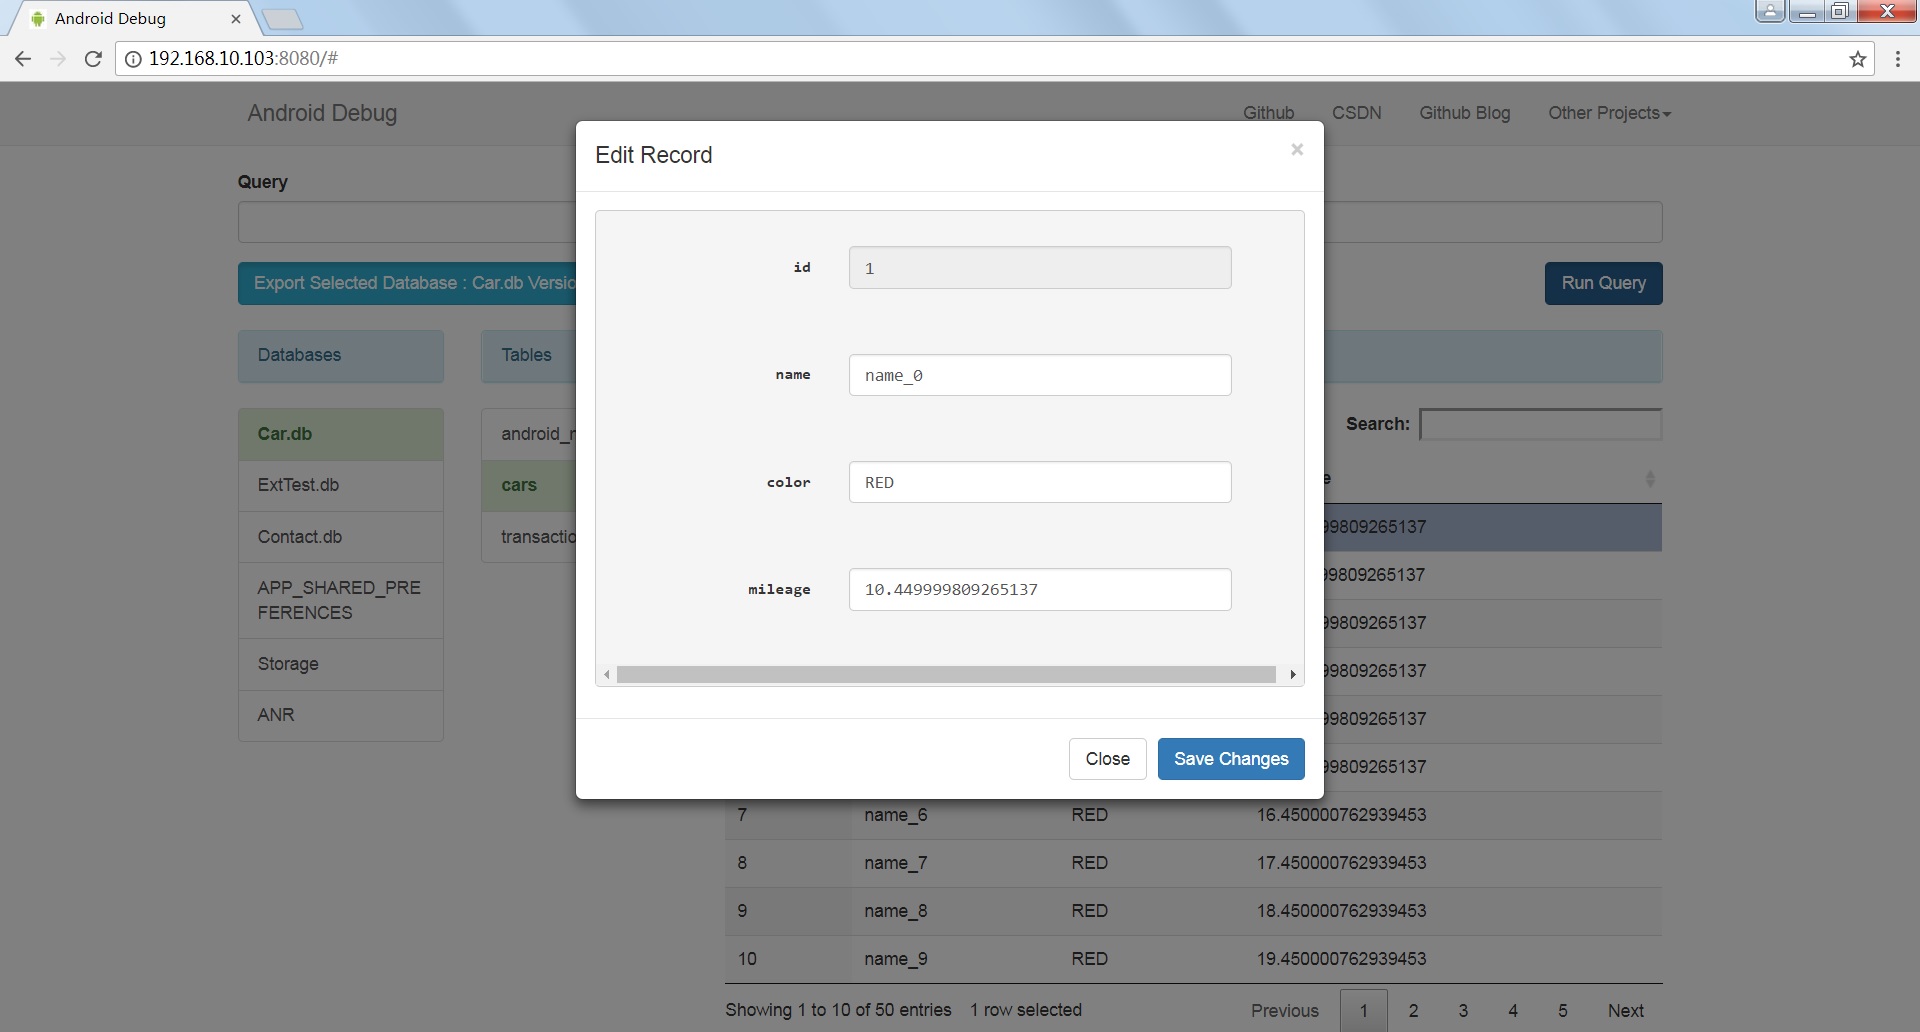 Android Debug
192.168.10.103:8080/#
Android Debug
Github CSDN Github Blog Other Projects
Edit Record
×
Query
id 1
Export Selected Database : Car.db
Run Query
Databases
Tables
name name_0
Search:
Car.db
ExtTest.db
Contact.db
APP_SHARED_PRE
FERENCES
Storage
ANR
cars
color RED
99809265137
mileage 10.449999809265137
99809265137
99809265137
99809265137
99809265137
99809265137
Close Save Changes
7 name_6 RED 16.450000762939453
8 name_7 RED 17.450000762939453
9 name_8 RED 18.450000762939453
10 name_9 RED 19.450000762939453
Showing 1 to 10 of 50 entries 1 row selected
Previous 1 2 3 4 5 Next